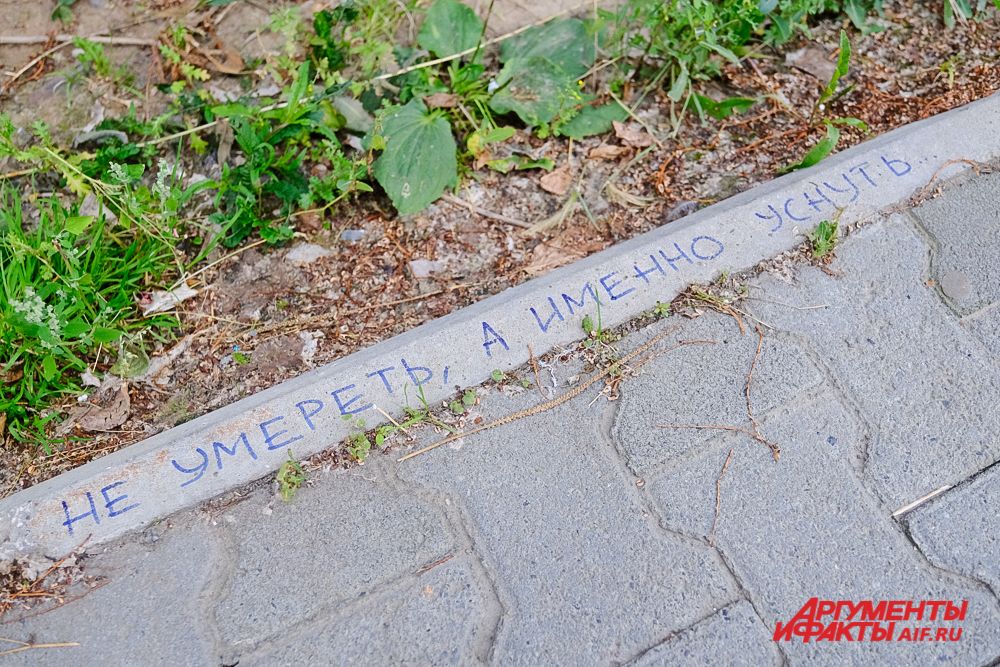 НЕ УМЕРЕТЬ, А ИМЕННО УСНУТЬ...
АРГУМЕНТЫ
И ФАКТЫ AIF.RU